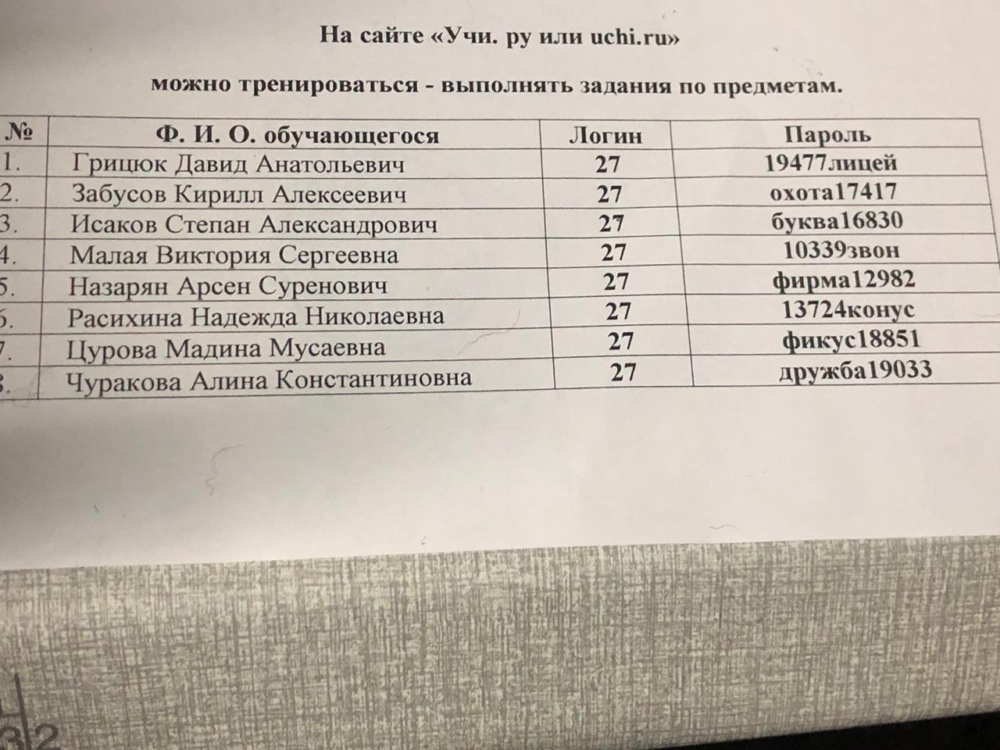 На сайте «Учи. ру или uchi.ru»
можно тренироваться - выполнять задания по предметам.
№ Ф. И. О. обучающегося Логин Пароль
1. Грицюк Давид Анатольевич 27 19477лицей
2. Забусов Кирилл Алексеевич 27 охота17417
3. Исаков Степан Александрович 27 буква16830
4. Малая Виктория Сергеевна 27 10339звон
5. Назарян Арсен Суренович 27 фирма12982
6. Расихина Надежда Николаевна 27 13724конус
7. Цурова Мадина Мусаевна 27 фикус18851
8. Чуракова Алина Константиновна 27 дружба19033
32